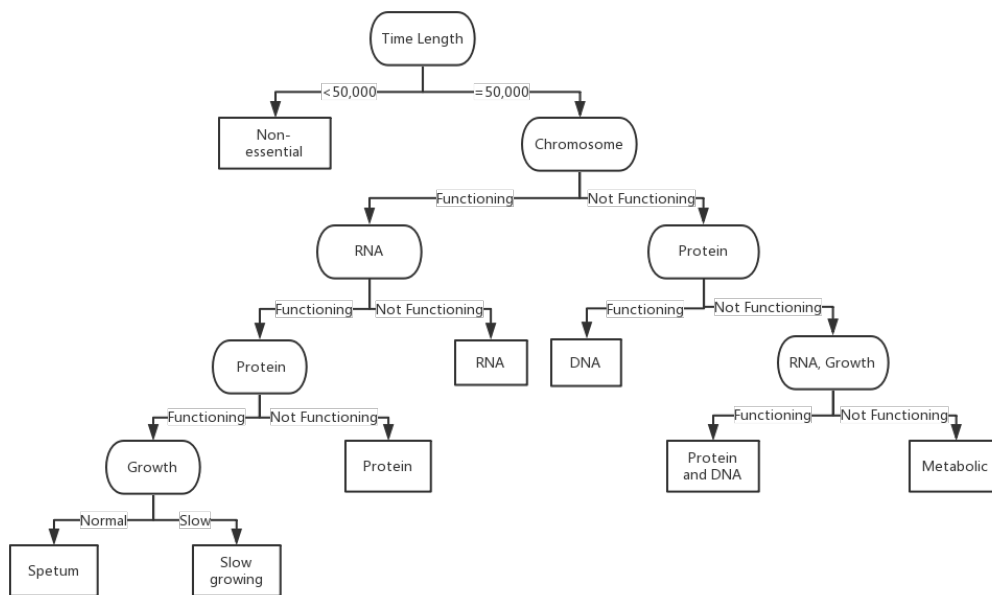 Time Length
<50,000
=50,000
Non-
essential
Chromosome
Functioning
Not Functioning
RNA
Protein
Functioning
Not Functioning
Functioning
Not Functioning
Protein
RNA
DNA
RNA, Growth
Functioning
Not Functioning
Functioning
Not Functioning
Growth
Protein
Protein
and DNA
Metabolic
Normal
Slow
Spetum
Slow
growing